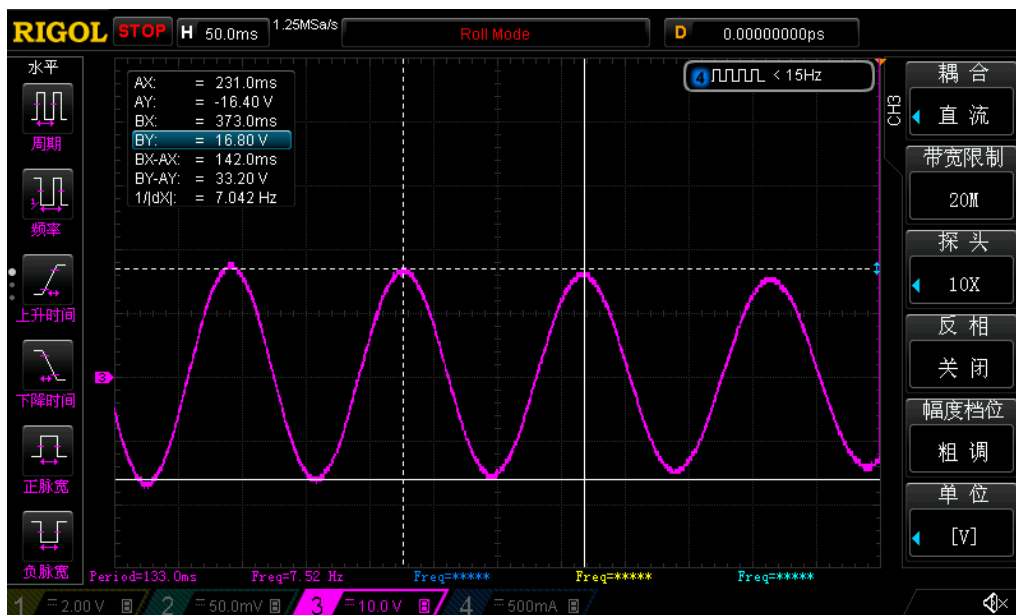 RIGOL STOP H 50.0ms 1.25MSa/s Roll Mode D 0.00000000ps
水平
周期
频率
上升时间
下降时间
正脉宽
负脉宽
AX: = 231.0ms
AY: = -16.40 V
BX: = 373.0ms
BY: = 16.80 V
BX-AX: = 142.0ms
BY-AY: = 33.20 V
1/|dX|: = 7.042 Hz
4 < 15Hz
3
CH3
耦合
直流
带宽限制
20M
探头
10X
反相
关闭
幅度档位
粗调
单位
[V]
Period=133.0ms Freq=7.52 Hz Freq=***** Freq=***** Freq=*****
1 2.00 V 2 50.0mV 3 10.0 V 4 500mA